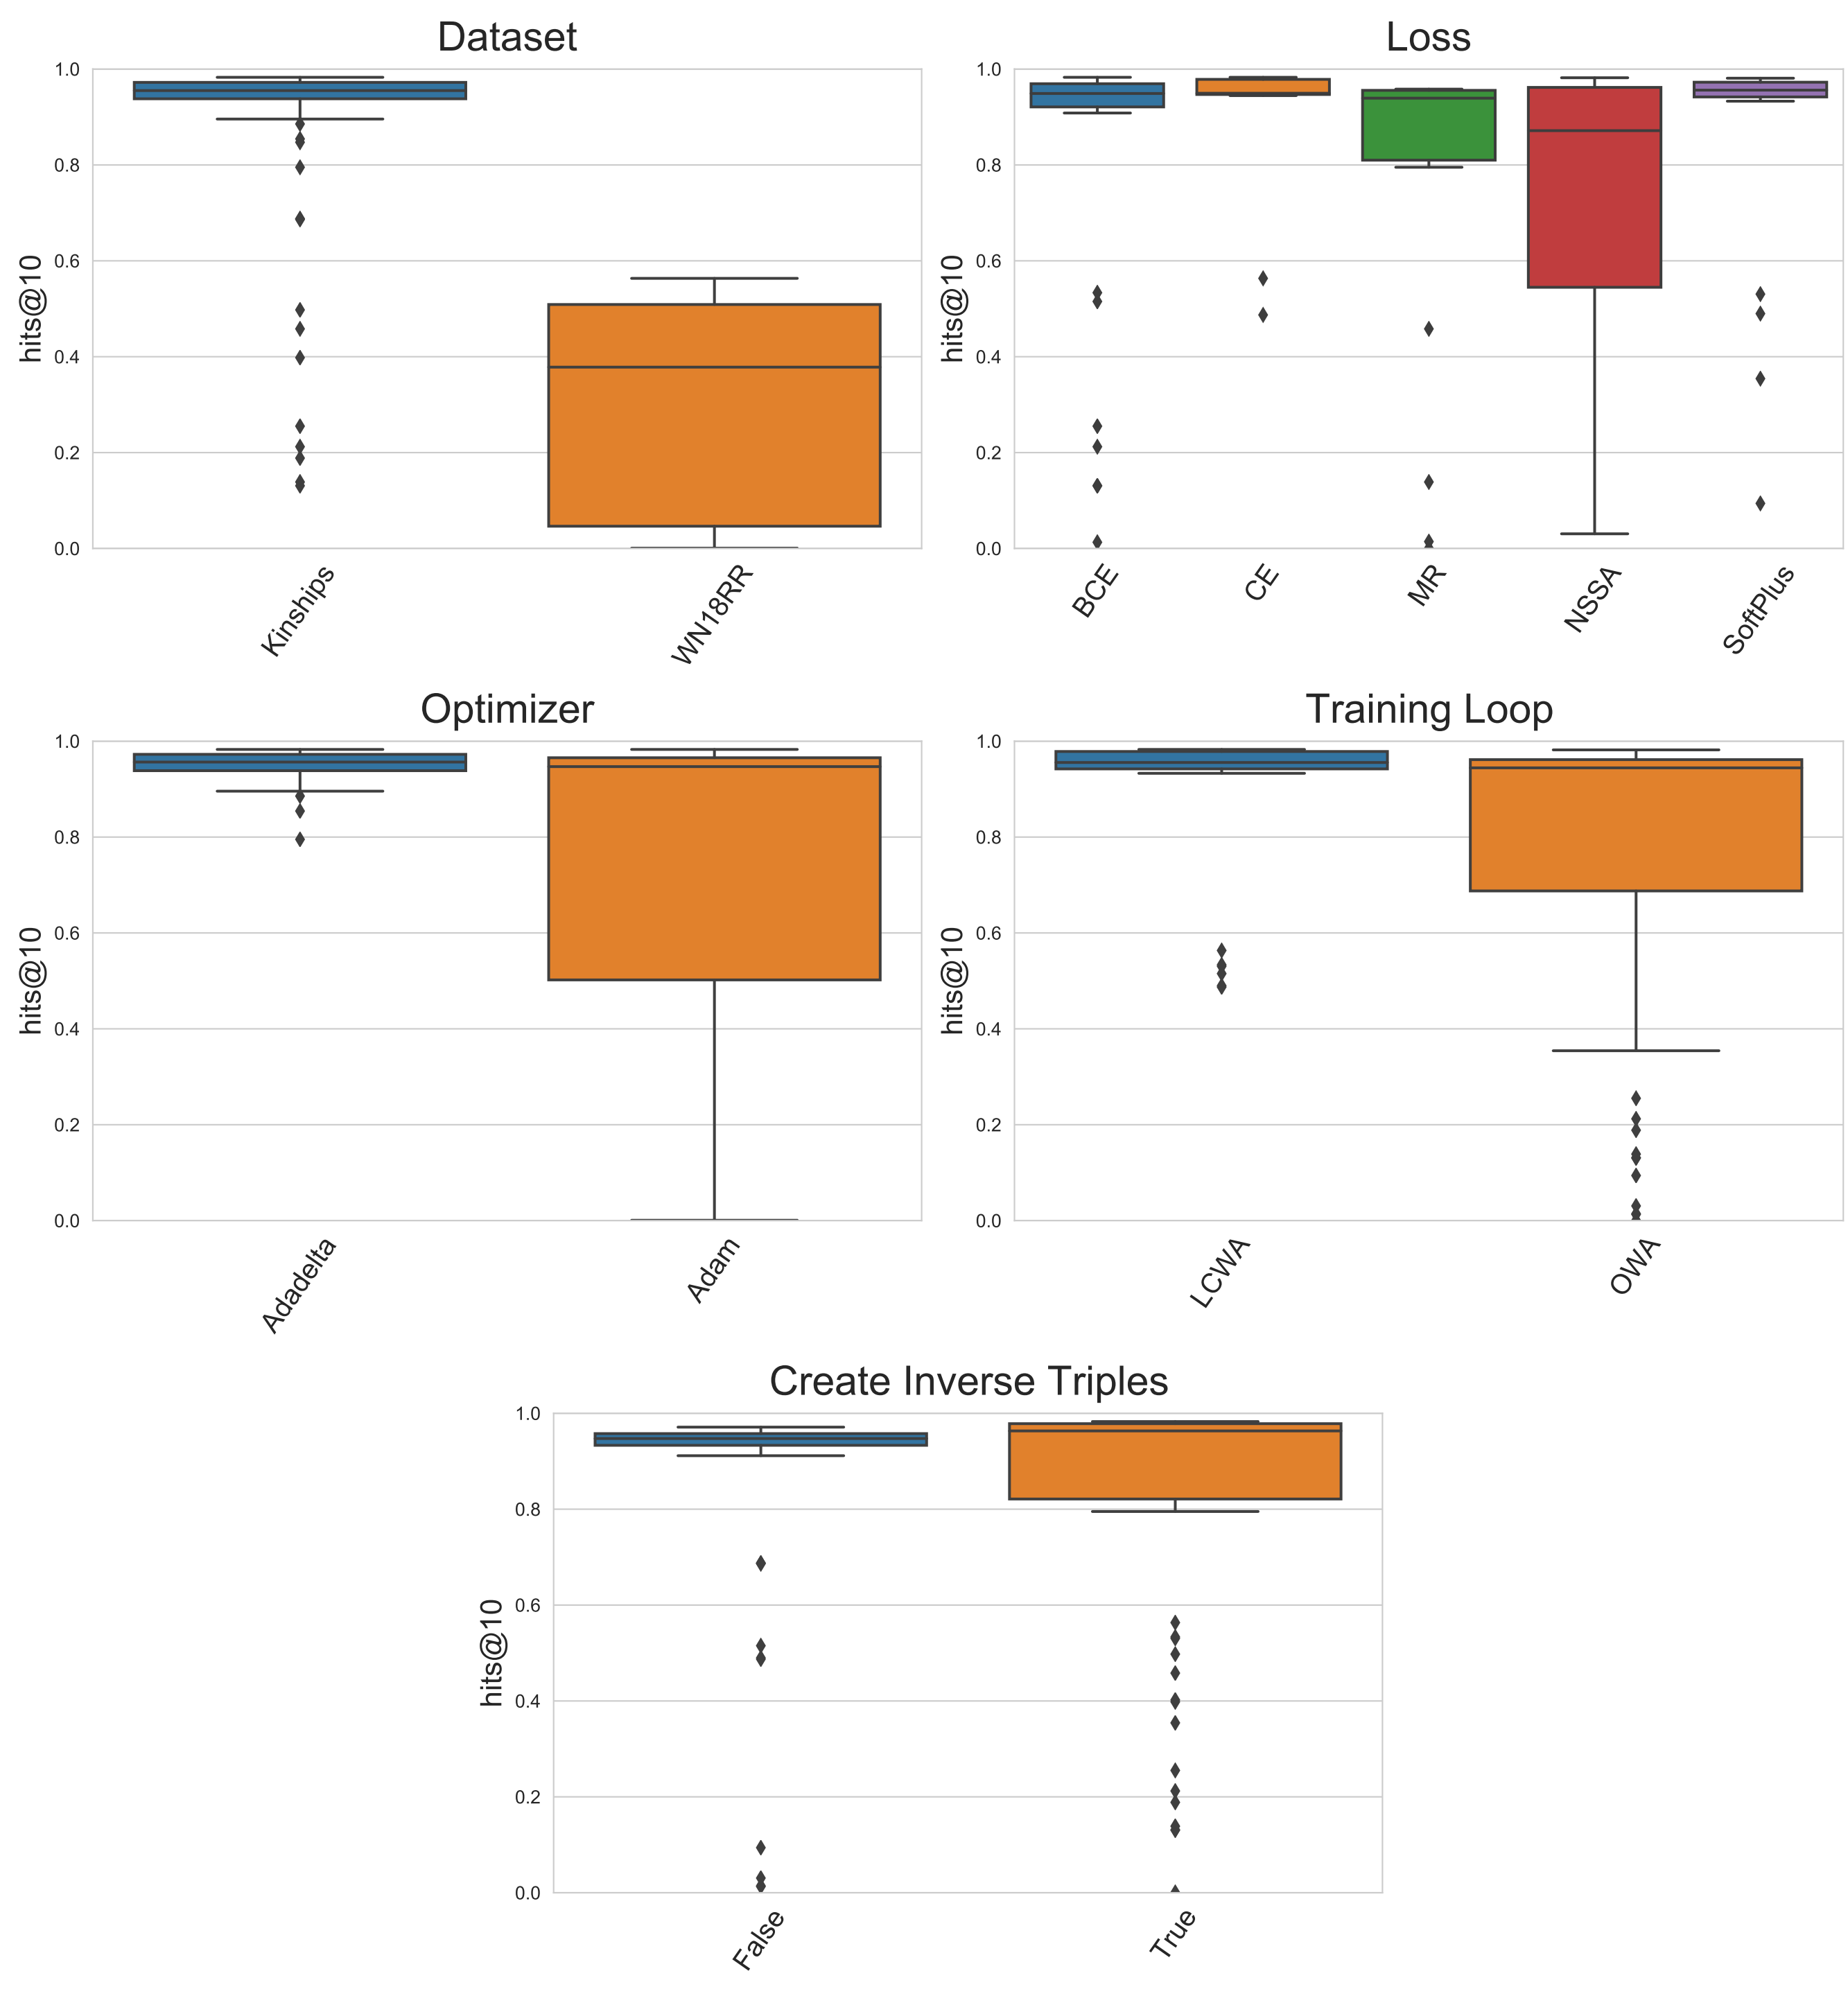 Dataset
1.0
0.8
0.6
0.4
0.2
0.0
hits@10
Kinships
WN18RR
Loss
1.0
0.8
0.6
0.4
0.2
0.0
hits@10
BCE
CE
MR
NSSA
SoftPlus
Optimizer
1.0
0.8
0.6
0.4
0.2
0.0
hits@10
Adadelta
Adam
Training Loop
1.0
0.8
0.6
0.4
0.2
0.0
hits@10
LCWA
OWA
Create Inverse Triples
1.0
0.8
0.6
0.4
0.2
0.0
hits@10
False
True